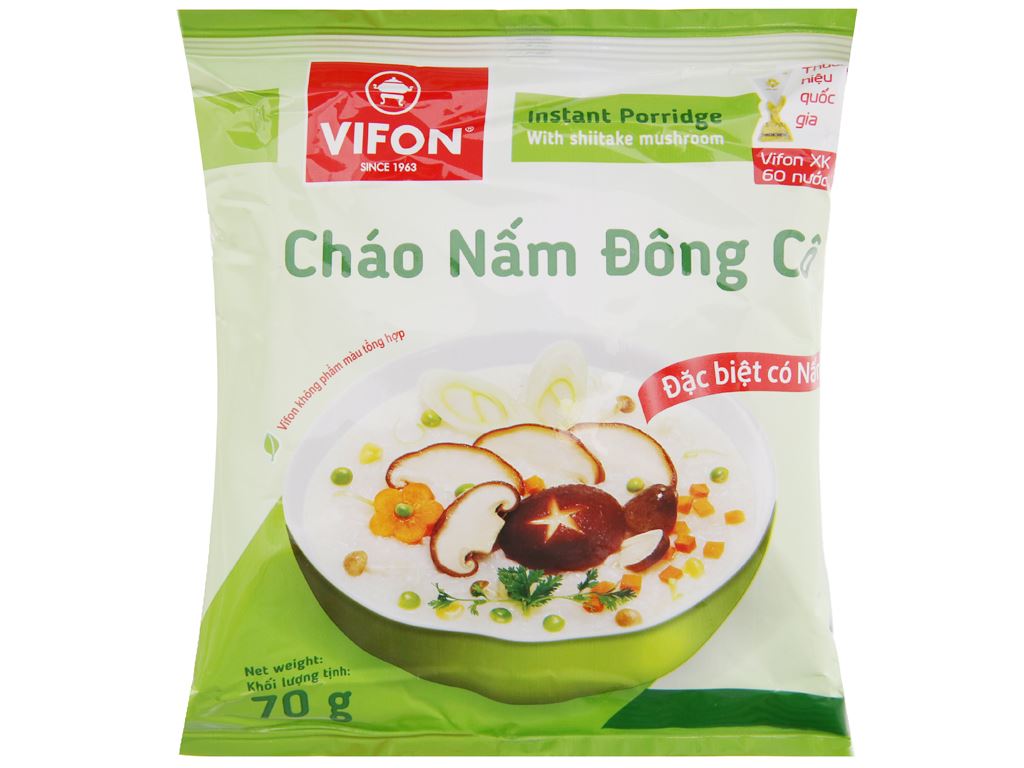 VIFON®
SINCE 1963
Instant Porridge
With shiitake mushroom
hiệu
quốc
gia
Vifon XK
60 nước
Cháo Nấm Đông Cô
Vifon không phẩm màu tổng hợp
Đặc biệt có
Net weight:
Khối lượng tịnh:
70 g